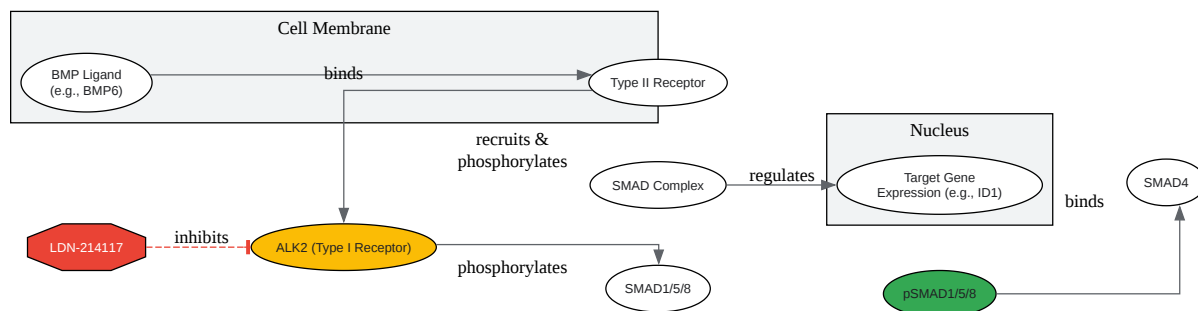 Cell Membrane
BMP Ligand
(e.g., BMP6)
binds
Type II Receptor
recruits &
phosphorylates
Nucleus
SMAD Complex
regulates
Target Gene
Expression (e.g., ID1)
SMAD4
binds
LDN-214117
inhibits
ALK2 (Type I Receptor)
phosphorylates
SMAD1/5/8
pSMAD1/5/8